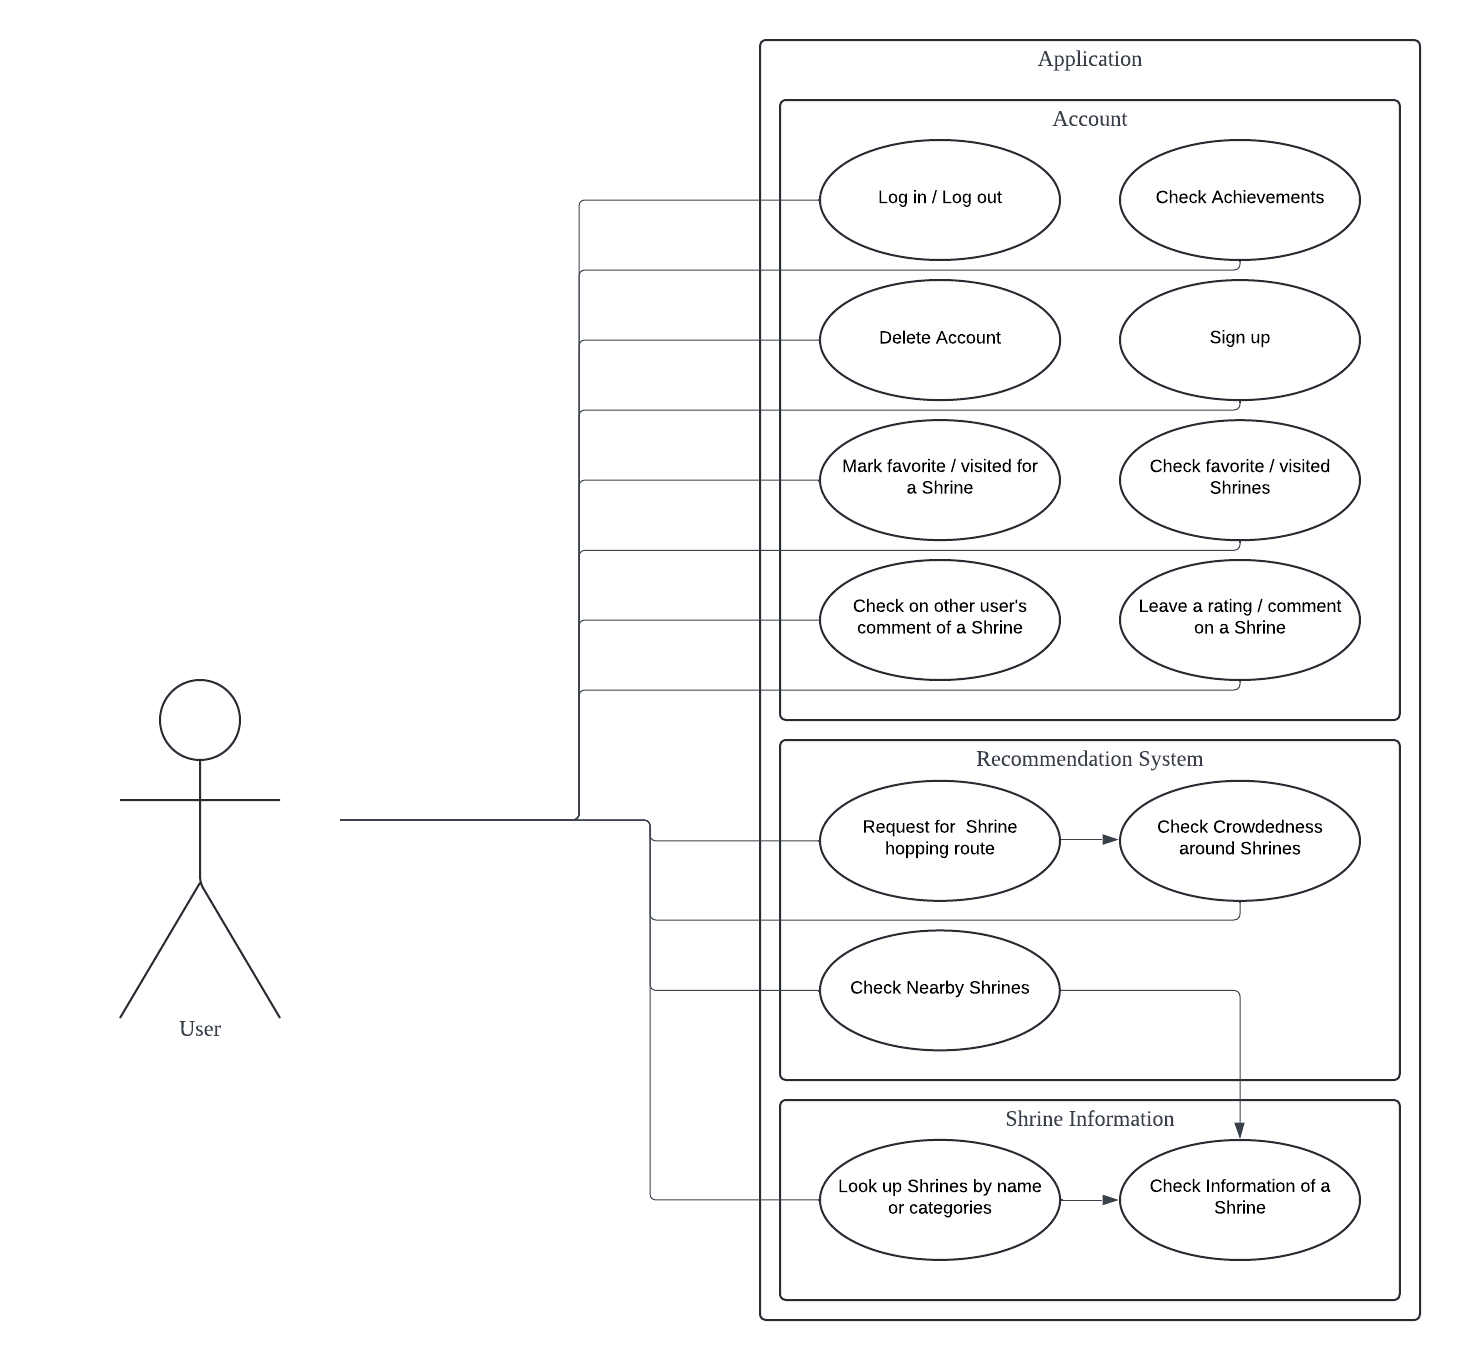 Application
Account
Log in / Log out
Check Achievements
Delete Account
Sign up
Mark favorite / visited for
a Shrine
Check favorite / visited
Shrines
Check on other user's
comment of a Shrine
Leave a rating / comment
on a Shrine
Recommendation System
Request for  Shrine
hopping route
Check Crowdedness
around Shrines
Check Nearby Shrines
User
Shrine Information
Look up Shrines by name
or categories
Check Information of a
Shrine